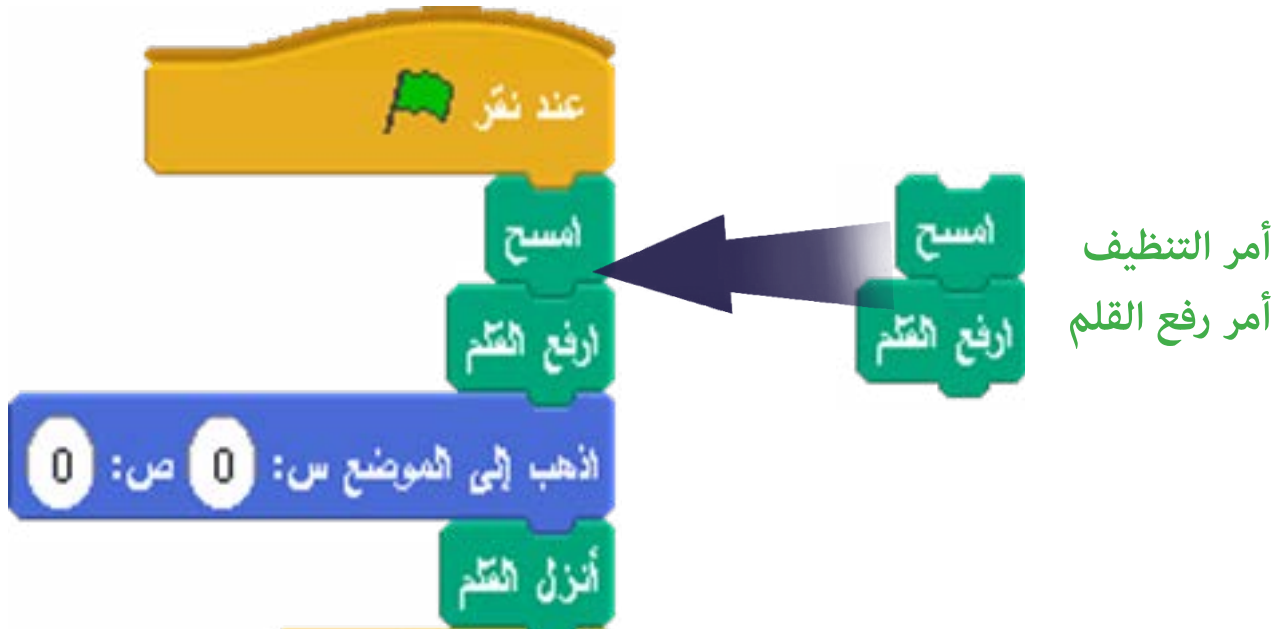 عند نقر
امسح
ارفع القلم
اذهب إلى الموضع س: 0 ص: 0
أنزل القلم
امسح
ارفع القلم
أمر التنظيف
أمر رفع القلم